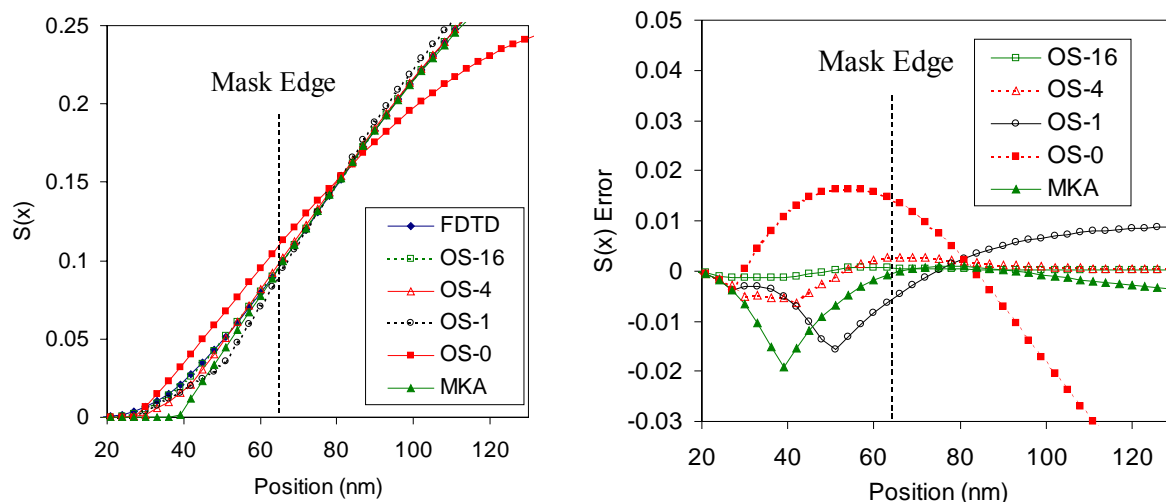 0.25
0.2
0.15
0.1
0.05
0
20 40 60 80 100 120
S(x)
Position (nm)
Mask Edge
FDTD
OS-16
OS-4
OS-1
OS-0
MKA
0.05
0.04
0.03
0.02
0.01
0
-0.01
-0.02
-0.03
20 40 60 80 100 120
S(x) Error
Position (nm)
Mask Edge
OS-16
OS-4
OS-1
OS-0
MKA